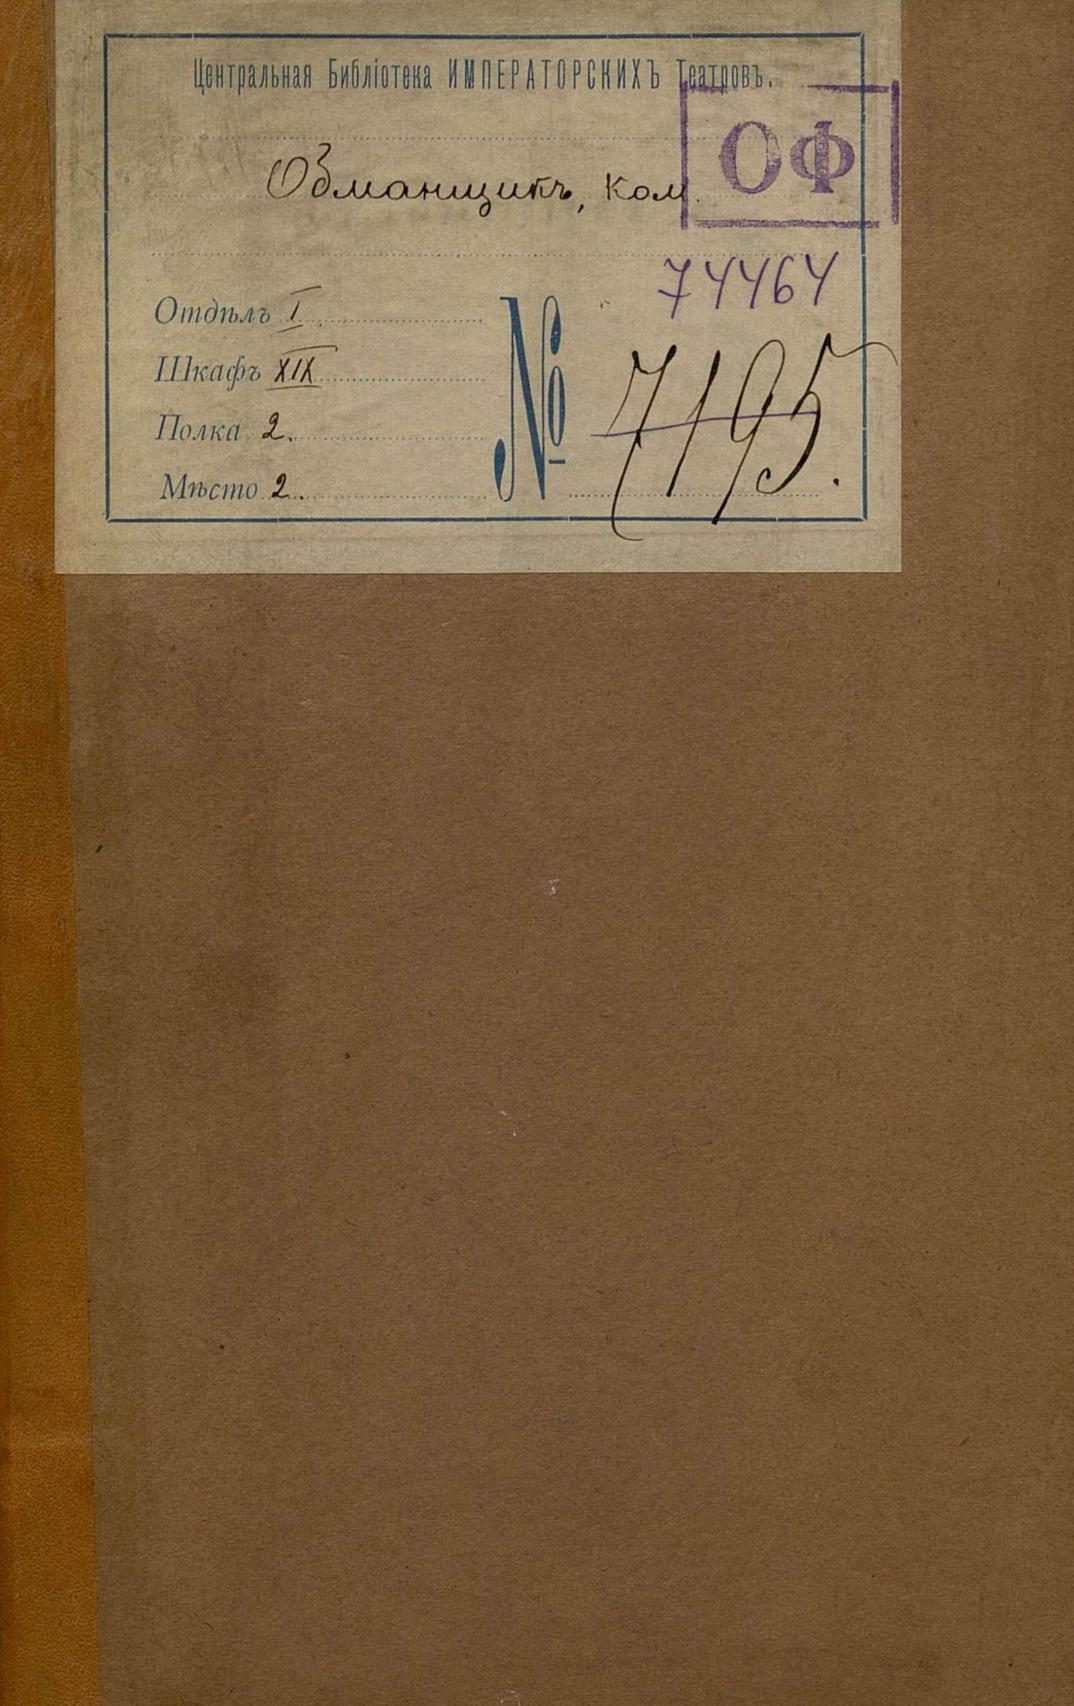 Центральная Библіотека ИМПЕРАТОРСКИХЪ Театровъ.
ОФ
Обманщикъ, ком.
74464
Отдѣлъ I
Шкафъ XIX
Полка 2.
Мѣсто 2.
№ 7195.